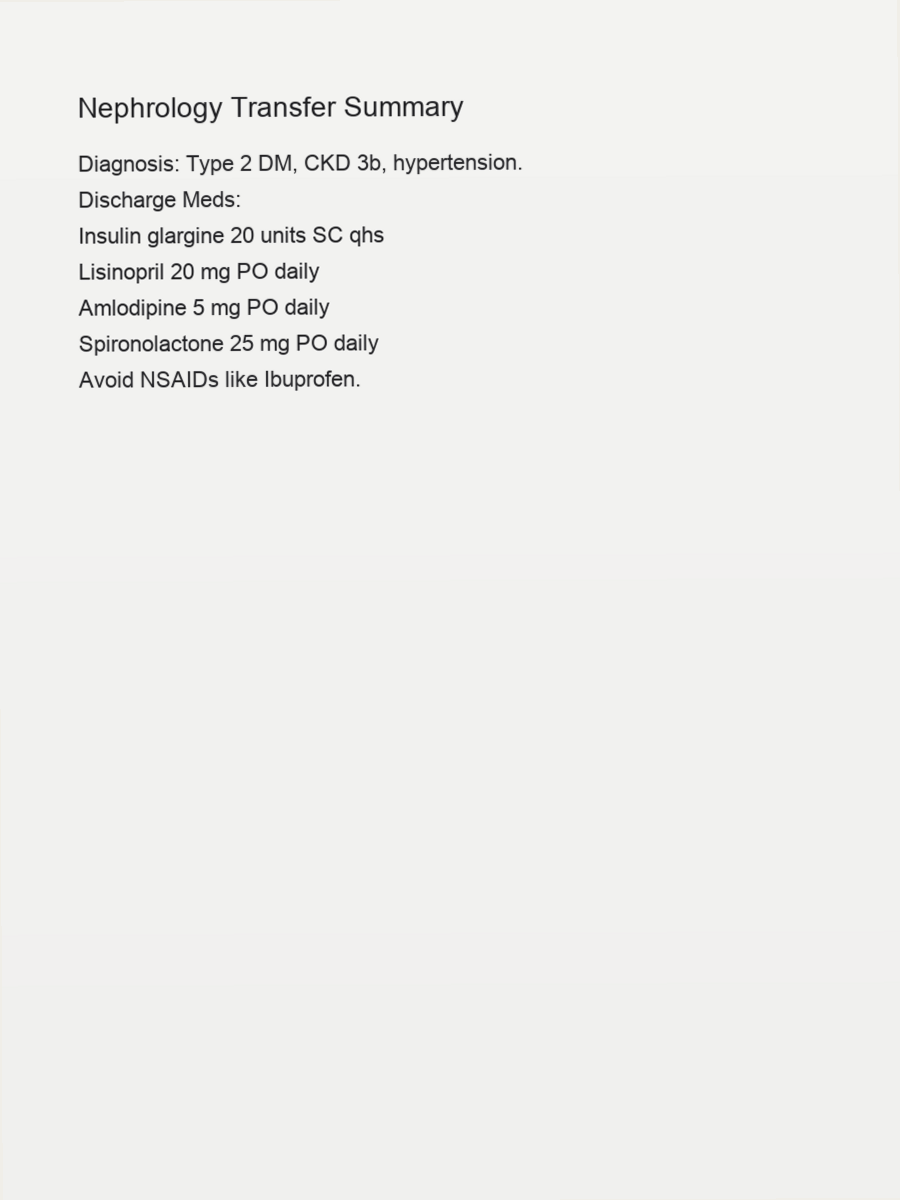 Nephrology Transfer Summary
Diagnosis: Type 2 DM, CKD 3b, hypertension.
Discharge Meds:
Insulin glargine 20 units SC qhs
Lisinopril 20 mg PO daily
Amlodipine 5 mg PO daily
Spironolactone 25 mg PO daily
Avoid NSAIDs like Ibuprofen.